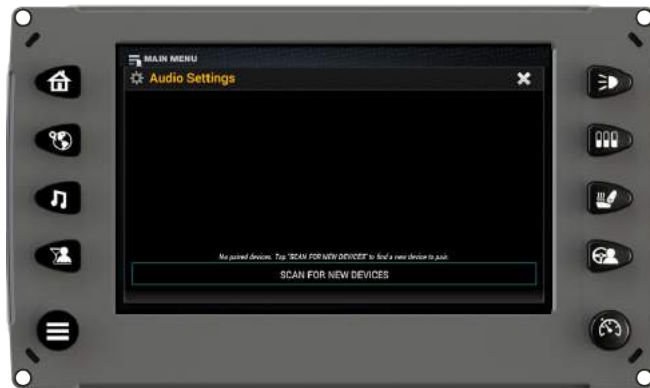 MAIN MENU
Audio Settings
No paired devices. Tap "SCAN FOR NEW DEVICES" to find a new device to pair.
SCAN FOR NEW DEVICES